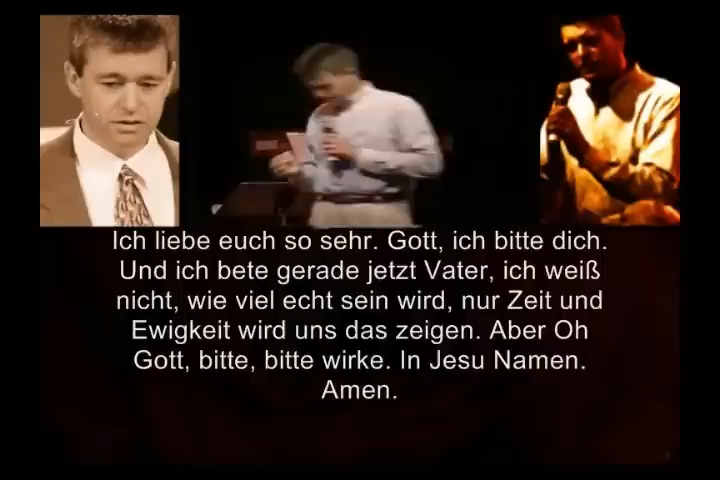 Ich liebe euch so sehr. Gott, ich bitte dich.
Und ich bete gerade jetzt Vater, ich weiß
nicht, wie viel echt sein wird, nur Zeit und
Ewigkeit wird uns das zeigen. Aber Oh
Gott, bitte, bitte wirke. In Jesu Namen.
Amen.